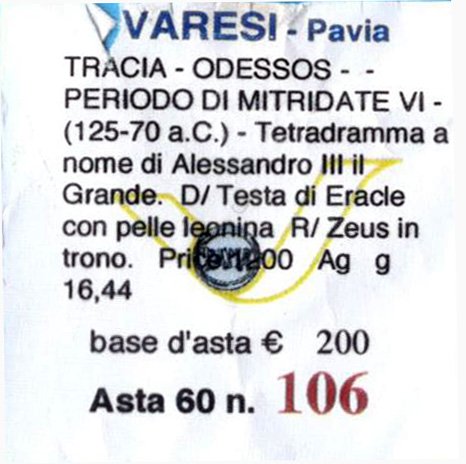 VARESI - Pavia
TRACIA - ODESSOS - -
PERIODO DI MITRIDATE VI -
(125-70 a.C.) - Tetradramma a
nome di Alessandro III il
Grande. D/ Testa di Eracle
con pelle leonina R/ Zeus in
trono. Price 1200 Ag g
16,44
base d'asta € 200
Asta 60 n. 106